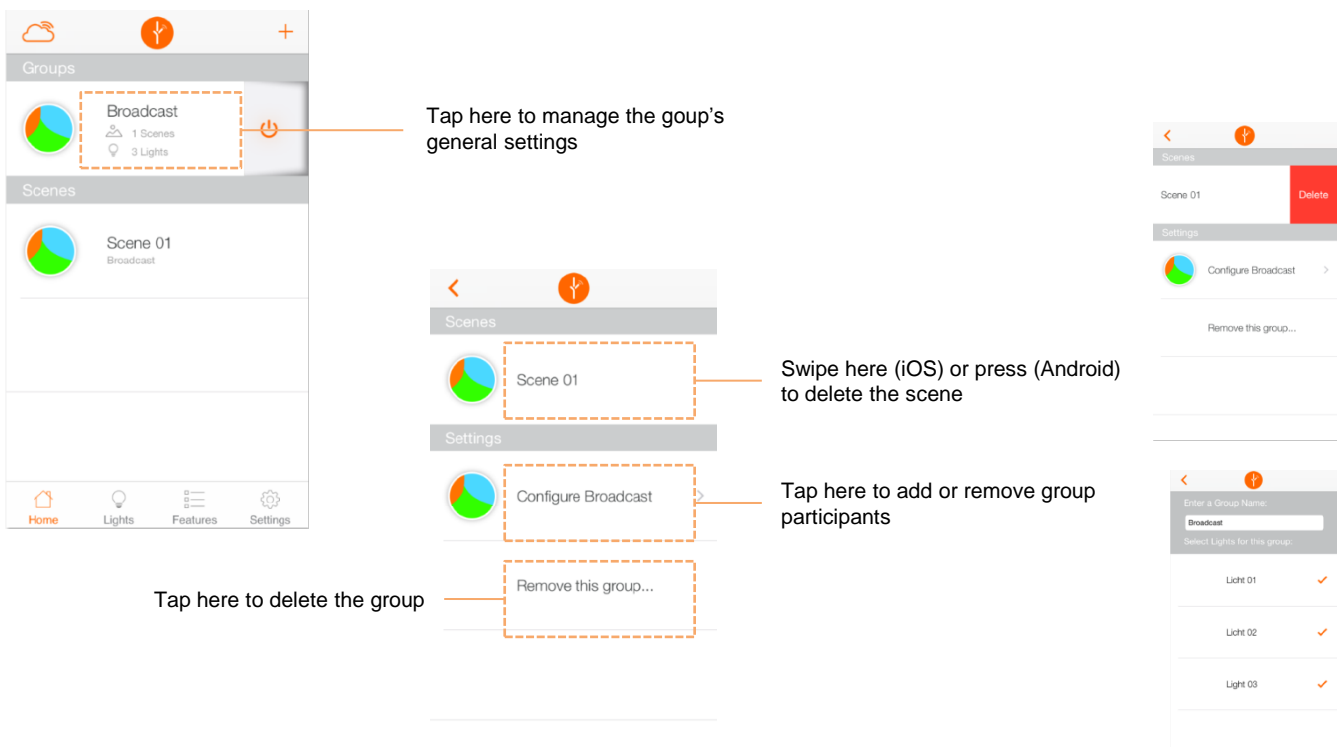 Groups
Broadcast
1 Scenes
3 Lights
Scenes
Scene 01
Broadcast
Home
Lights
Features
Settings
Tap here to manage the goup's
general settings
Scenes
Scene 01
Settings
Configure Broadcast
Remove this group...
Tap here to delete the group
Swipe here (iOS) or press (Android)
to delete the scene
Tap here to add or remove group
participants
Scenes
Scene 01
Delete
Settings
Configure Broadcast
Remove this group...
Enter a Group Name:
Broadcast
Select Lights for this group:
Licht 01
Licht 02
Light 03